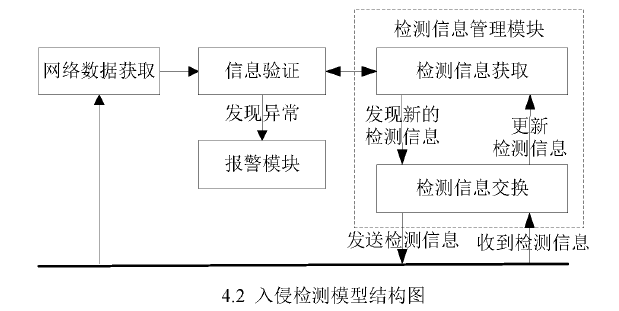 检测信息管理模块
网络数据获取
信息验证
检测信息获取
发现异常
发现新的
检测信息
更新
检测信息
报警模块
检测信息交换
发送检测信息
收到检测信息
4.2 入侵检测模型结构图